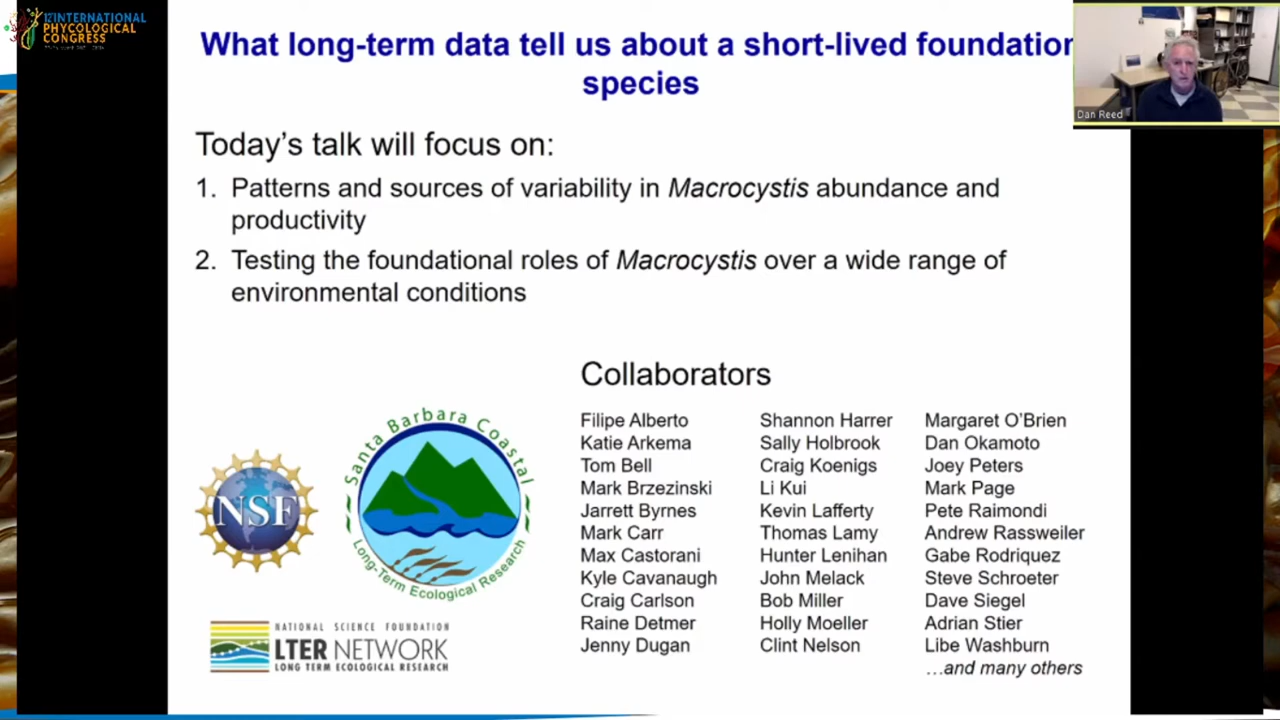 12th INTERNATIONAL
PHYCOLOGICAL
CONGRESS
What long-term data tell us about a short-lived foundation
species
Dan Reed
Today's talk will focus on:
1. Patterns and sources of variability in Macrocystis abundance and
productivity
2. Testing the foundational roles of Macrocystis over a wide range of
environmental conditions
Collaborators
Filipe Alberto
Katie Arkema
Tom Bell
Mark Brzezinski
Jarrett Byrnes
Mark Carr
Max Castorani
Kyle Cavanaugh
Craig Carlson
Raine Detmer
Jenny Dugan
Shannon Harrer
Sally Holbrook
Craig Koenigs
Li Kui
Kevin Lafferty
Thomas Lamy
Hunter Lenihan
John Melack
Bob Miller
Holly Moeller
Clint Nelson
Margaret O'Brien
Dan Okamoto
Joey Peters
Mark Page
Pete Raimondi
Andrew Rassweiler
Gabe Rodriquez
Steve Schroeter
Dave Siegel
Adrian Stier
Libe Washburn
…and many others
NSF
Santa Barbara Coastal
Long-Term Ecological Research
NATIONAL SCIENCE FOUNDATION
LTER NETWORK
LONG TERM ECOLOGICAL RESEARCH